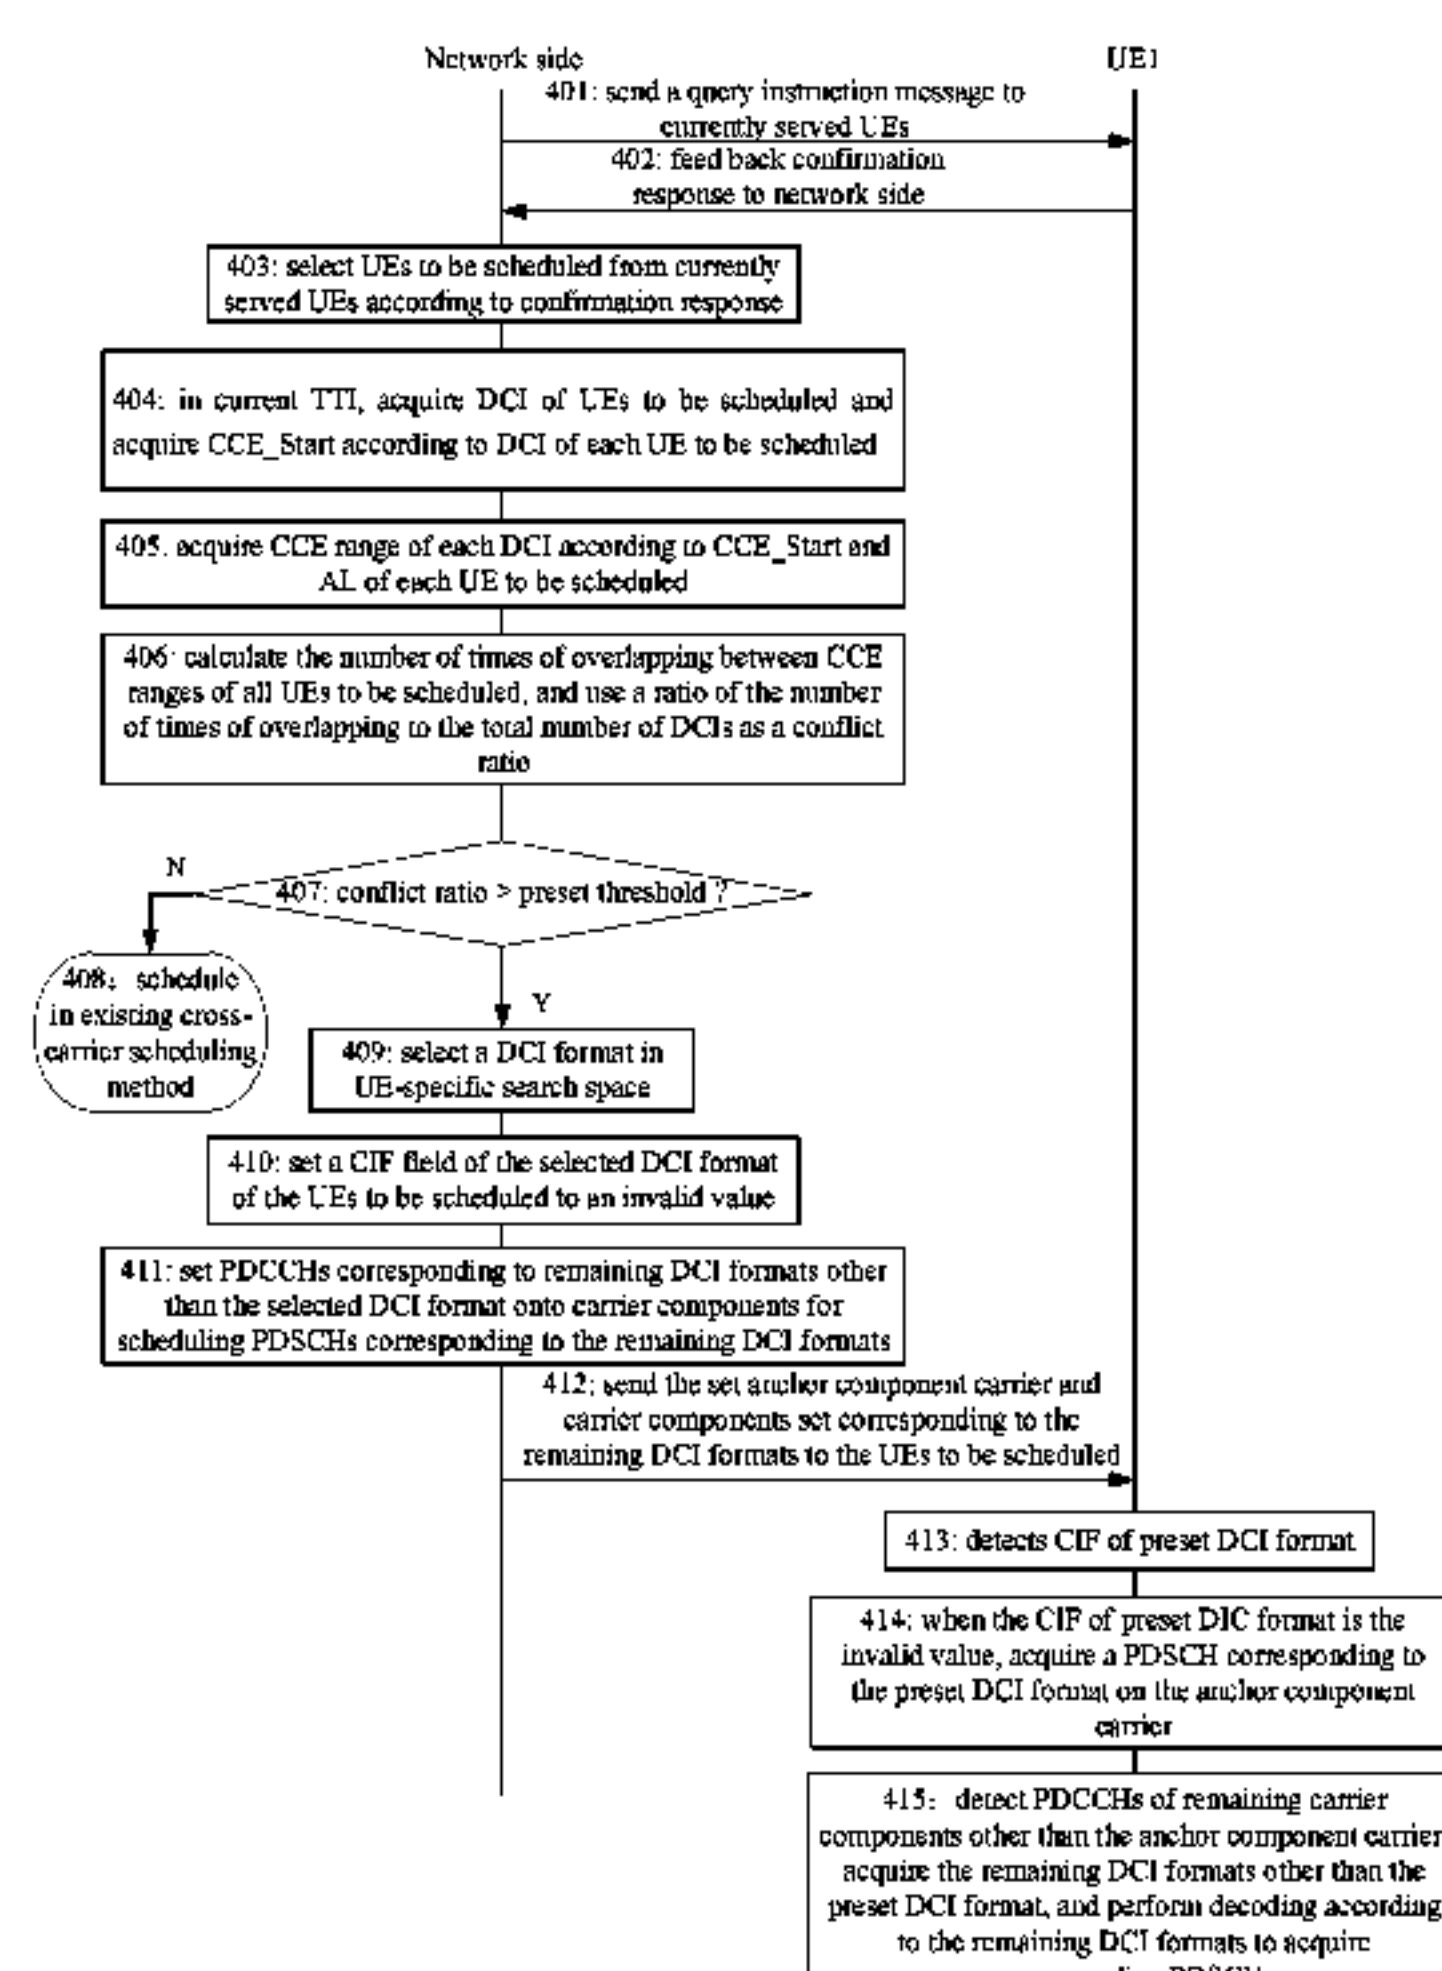 Network side
UE1
401: send a query instruction message to
currently served UEs
402: feed back confirmation
response to network side
403: select UEs to be scheduled from currently
served UEs according to confirmation response
404: in current TTI, acquire DCI of UEs to be scheduled and
acquire CCE_Start according to DCI of each UE to be scheduled
405. acquire CCE range of each DCI according to CCE_Start and
AL of each UE to be scheduled
406: calculate the number of times of overlapping between CCE
ranges of all UEs to be scheduled, and use a ratio of the number
of times of overlapping to the total number of DCIs as a conflict
ratio
407: conflict ratio > preset threshold ?
N
408: schedule
in existing cross-
carrier scheduling
method
Y
409: select a DCI format in
UE-specific search space
410: set a CIF field of the selected DCI format
of the UEs to be scheduled to an invalid value
411: set PDCCHs corresponding to remaining DCI formats other
than the selected DCI format onto carrier components for
scheduling PDSCHs corresponding to the remaining DCI formats
412: send the set anchor component carrier and
carrier components set corresponding to the
remaining DCI formats to the UEs to be scheduled
413: detects CIF of preset DCI format
414: when the CIF of preset DIC format is the
invalid value, acquire a PDSCH corresponding to
the preset DCI format on the anchor component
carrier
415: detect PDCCHs of remaining carrier
components other than the anchor component carrier
acquire the remaining DCI formats other than the
preset DCI format, and perform decoding according
to the remaining DCI formats to acquire